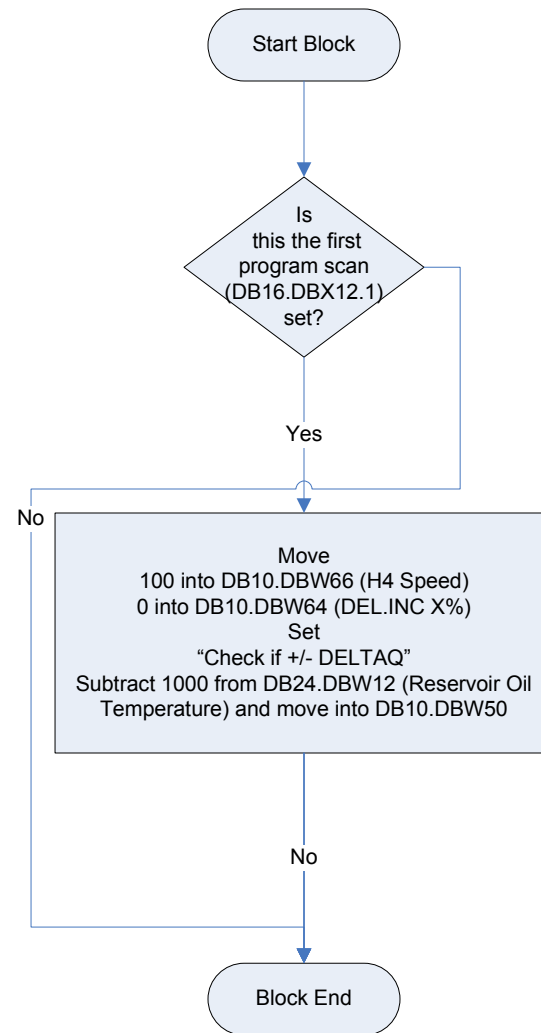 Start Block
Is
this the first
program scan
(DB16.DBX12.1)
set?
Yes
No
Move
100 into DB10.DBW66 (H4 Speed)
0 into DB10.DBW64 (DEL.INC X%)
Set
“Check if +/- DELTAQ”
Subtract 1000 from DB24.DBW12 (Reservoir Oil
Temperature) and move into DB10.DBW50
No
Block End